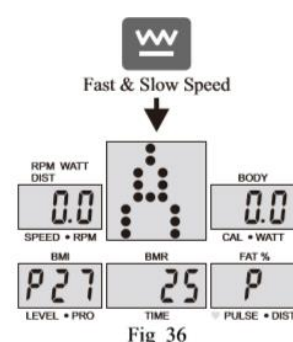 Fast & Slow Speed
RPM WATT
DIST
0.0
SPEED • RPM
BODY
0.0
CAL • WATT
BMI
P27
LEVEL • PRO
BMR
25
TIME
FAT %
P
PULSE • DIST
Fig 36